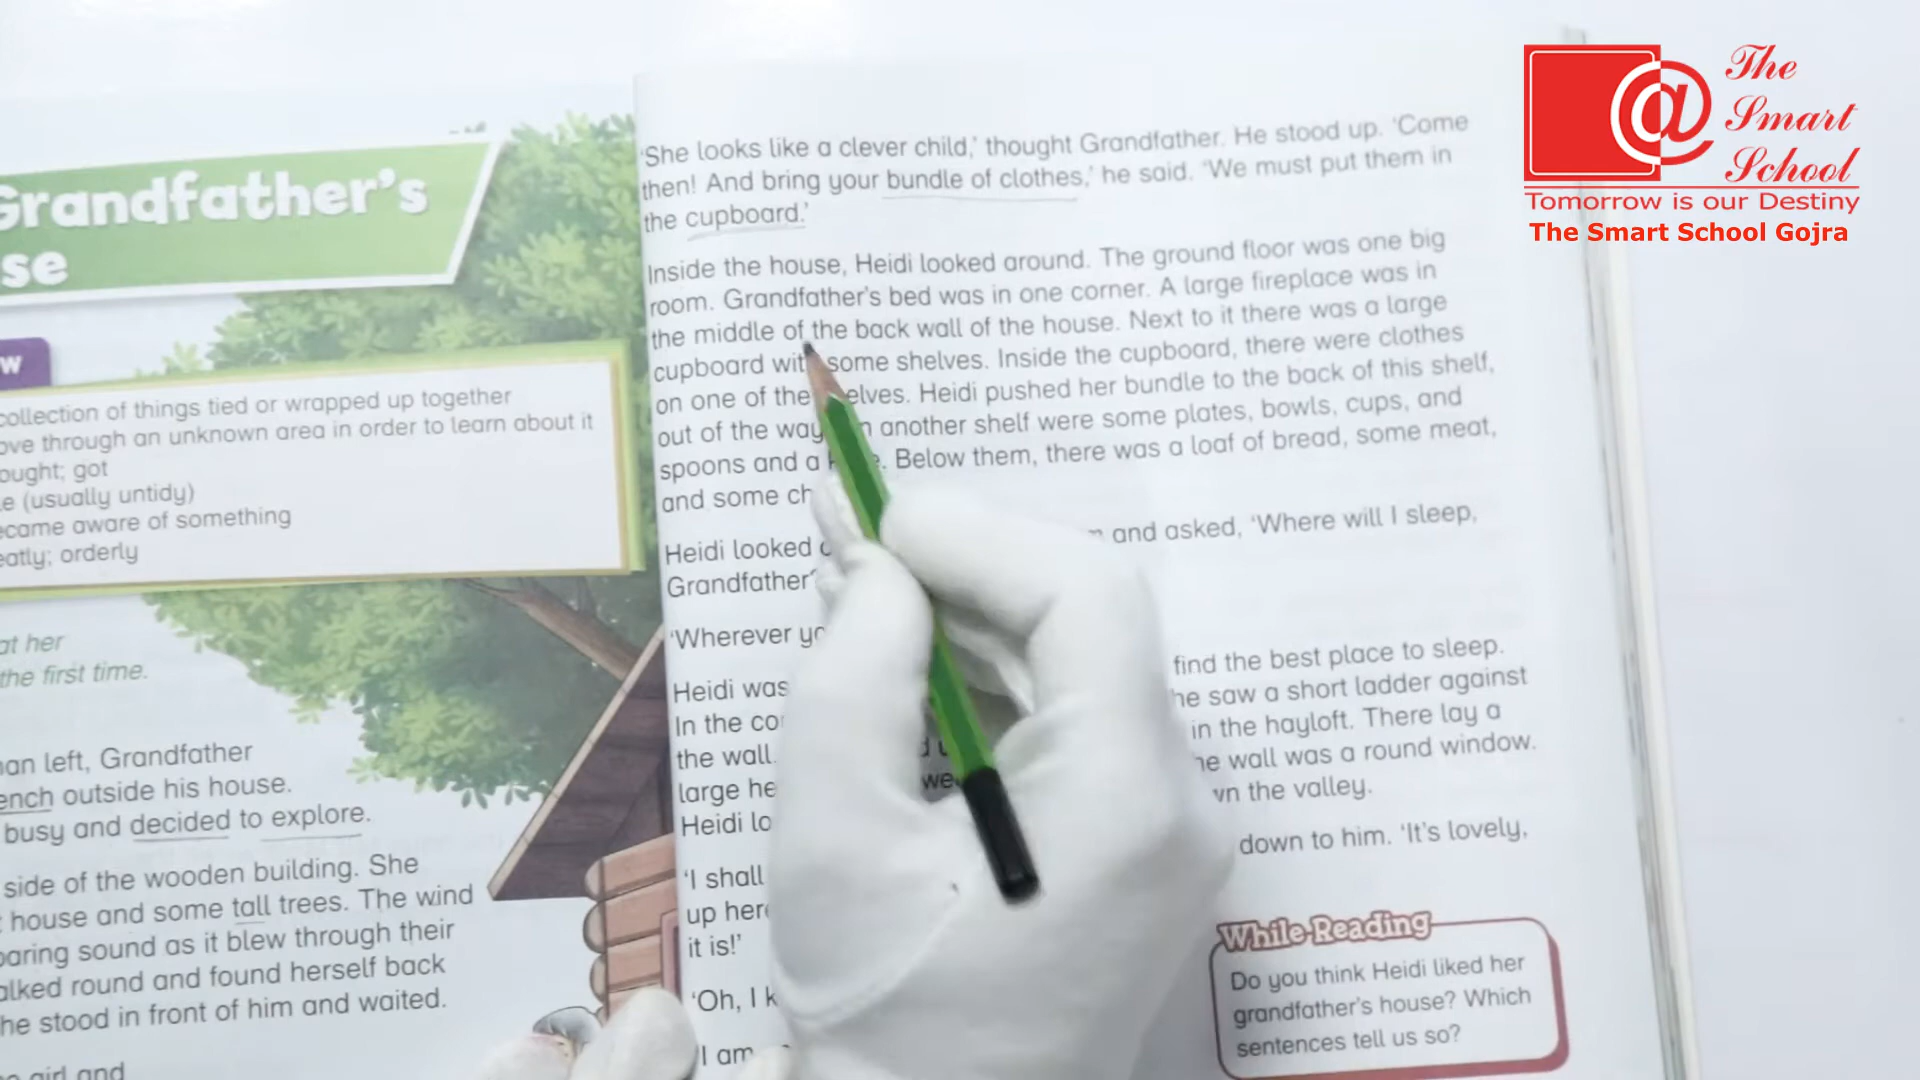 Grandfather's
se
w
collection of things tied or wrapped up together
ove through an unknown area in order to learn about it
ought; got
le (usually untidy)
ecame aware of something
eatly; orderly
at her
the first time.
an left, Grandfather
ench outside his house.
busy and decided to explore.
side of the wooden building. She
house and some tall trees. The wind
oaring sound as it blew through their
alked round and found herself back
he stood in front of him and waited.
girl and
'She looks like a clever child,' thought Grandfather. He stood up. 'Come
then! And bring your bundle of clothes,' he said. 'We must put them in
the cupboard.'
Inside the house, Heidi looked around. The ground floor was one big
room. Grandfather's bed was in one corner. A large fireplace was in
the middle of the back wall of the house. Next to it there was a large
cupboard with some shelves. Inside the cupboard, there were clothes
on one of the elves. Heidi pushed her bundle to the back of this shelf,
out of the way n another shelf were some plates, bowls, cups, and
spoons and a Below them, there was a loaf of bread, some meat,
and some ch
Heidi looked and asked, 'Where will I sleep,
Grandfather?
'Wherever yo
Heidi was find the best place to sleep.
In the co he saw a short ladder against
the wall. in the hayloft. There lay a
large he we he wall was a round window.
Heidi lo wn the valley.
'I shall down to him. 'It's lovely,
up here
it is!'
'Oh, I k
I am
While Reading
Do you think Heidi liked her
grandfather's house? Which
sentences tell us so?
@ The
Smart
School
Tomorrow is our Destiny
The Smart School Gojra